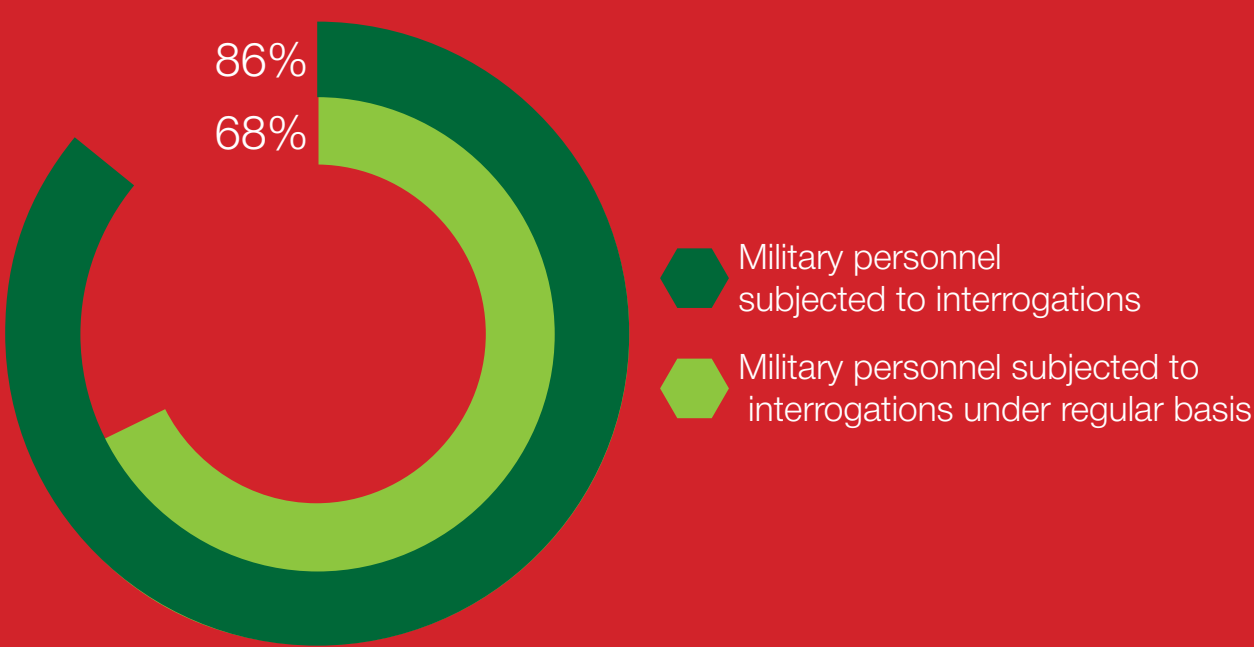 86%
68%
Military personnel
subjected to interrogations
Military personnel subjected to
interrogations under regular basis